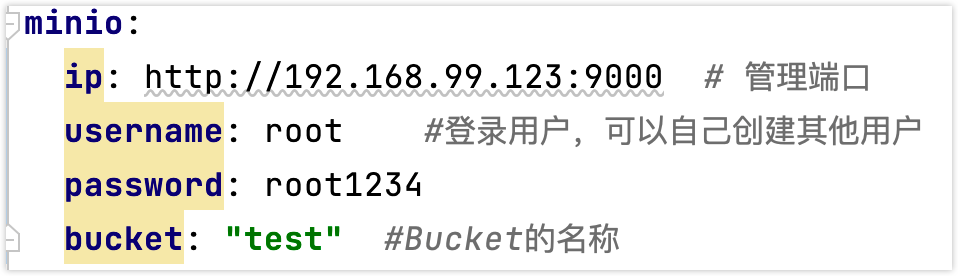 minio:
ip: http://192.168.99.123:9000 # 管理端口
username: root #登录用户，可以自己创建其他用户
password: root1234
bucket: "test" #Bucket的名称